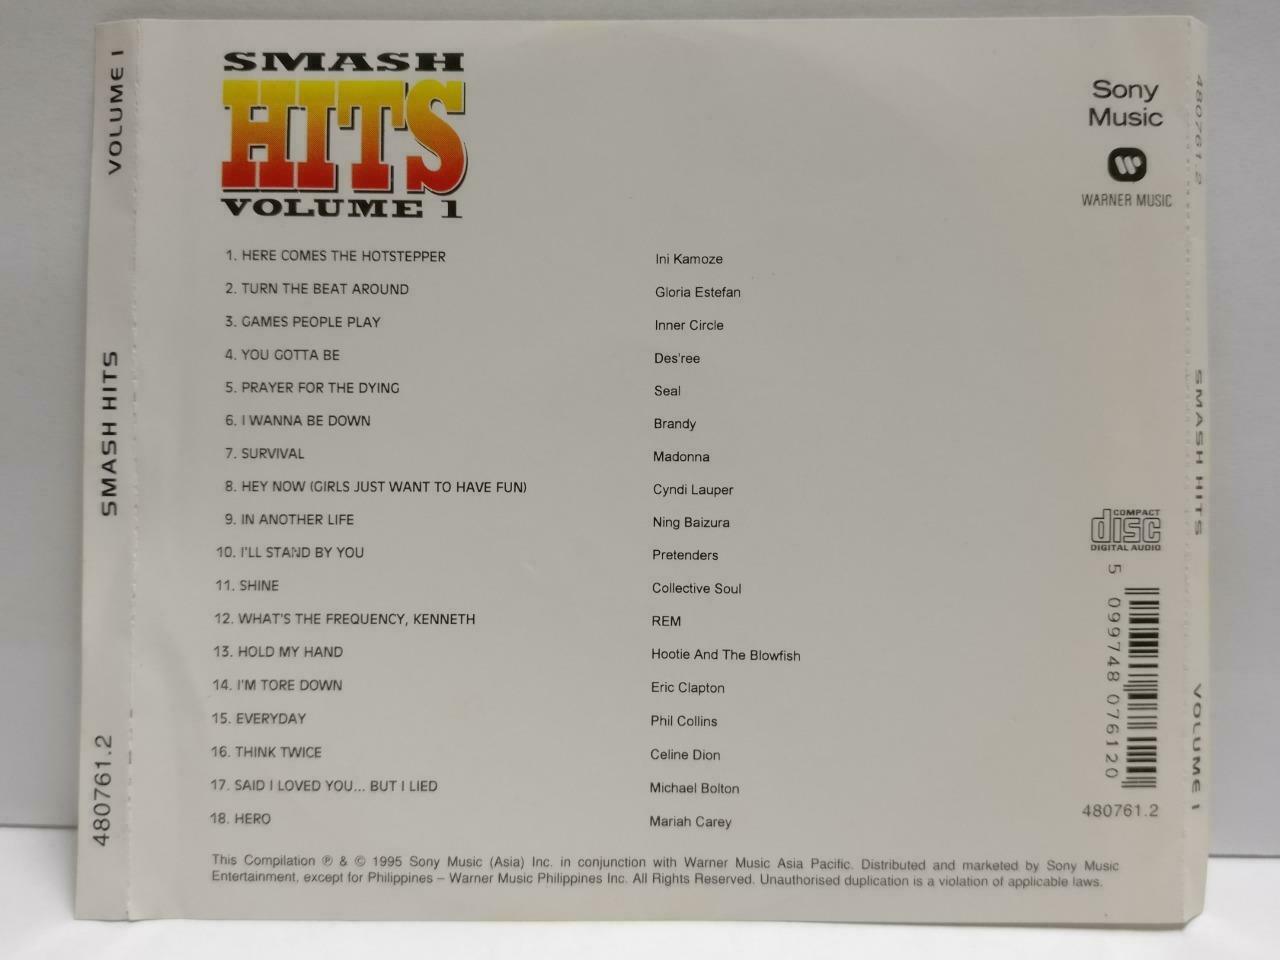 SMASH
HITS
VOLUME 1
Sony
Music
WARNER MUSIC
1. HERE COMES THE HOTSTEPPER Ini Kamoze
2. TURN THE BEAT AROUND Gloria Estefan
3. GAMES PEOPLE PLAY Inner Circle
4. YOU GOTTA BE Des'ree
5. PRAYER FOR THE DYING Seal
6. I WANNA BE DOWN Brandy
7. SURVIVAL Madonna
8. HEY NOW (GIRLS JUST WANT TO HAVE FUN) Cyndi Lauper
9. IN ANOTHER LIFE Ning Baizura
10. I'LL STAND BY YOU Pretenders
11. SHINE Collective Soul
12. WHAT'S THE FREQUENCY, KENNETH REM
13. HOLD MY HAND Hootie And The Blowfish
14. I'M TORE DOWN Eric Clapton
15. EVERYDAY Phil Collins
16. THINK TWICE Celine Dion
17. SAID I LOVED YOU... BUT I LIED Michael Bolton
18. HERO Mariah Carey
COMPACT
disc
DIGITAL AUDIO
5 099748 076120
480761.2
This Compilation ℗ & © 1995 Sony Music (Asia) Inc. in conjunction with Warner Music Asia Pacific. Distributed and marketed by Sony Music
Entertainment, except for Philippines – Warner Music Philippines Inc. All Rights Reserved. Unauthorised duplication is a violation of applicable laws.
480761.2 SMASH HITS VOLUME 1
480761.2 SMASH HITS VOLUME 1